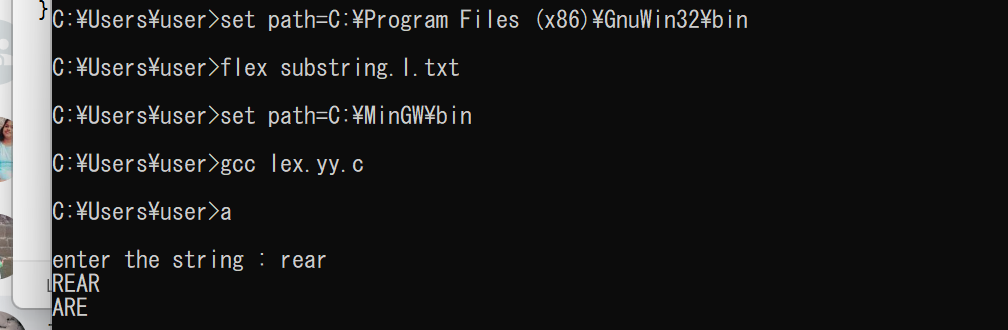 }
C:¥Users¥user>set path=C:¥Program Files (x86)¥GnuWin32¥bin
C:¥Users¥user>flex substring.l.txt
C:¥Users¥user>set path=C:¥MinGW¥bin
C:¥Users¥user>gcc lex.yy.c
C:¥Users¥user>a
enter the string : rear
REAR
ARE